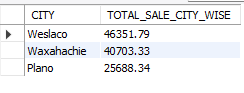 CITY TOTAL_SALE_CITY_WISE
Weslaco 46351.79
Waxahachie 40703.33
Plano 25688.34